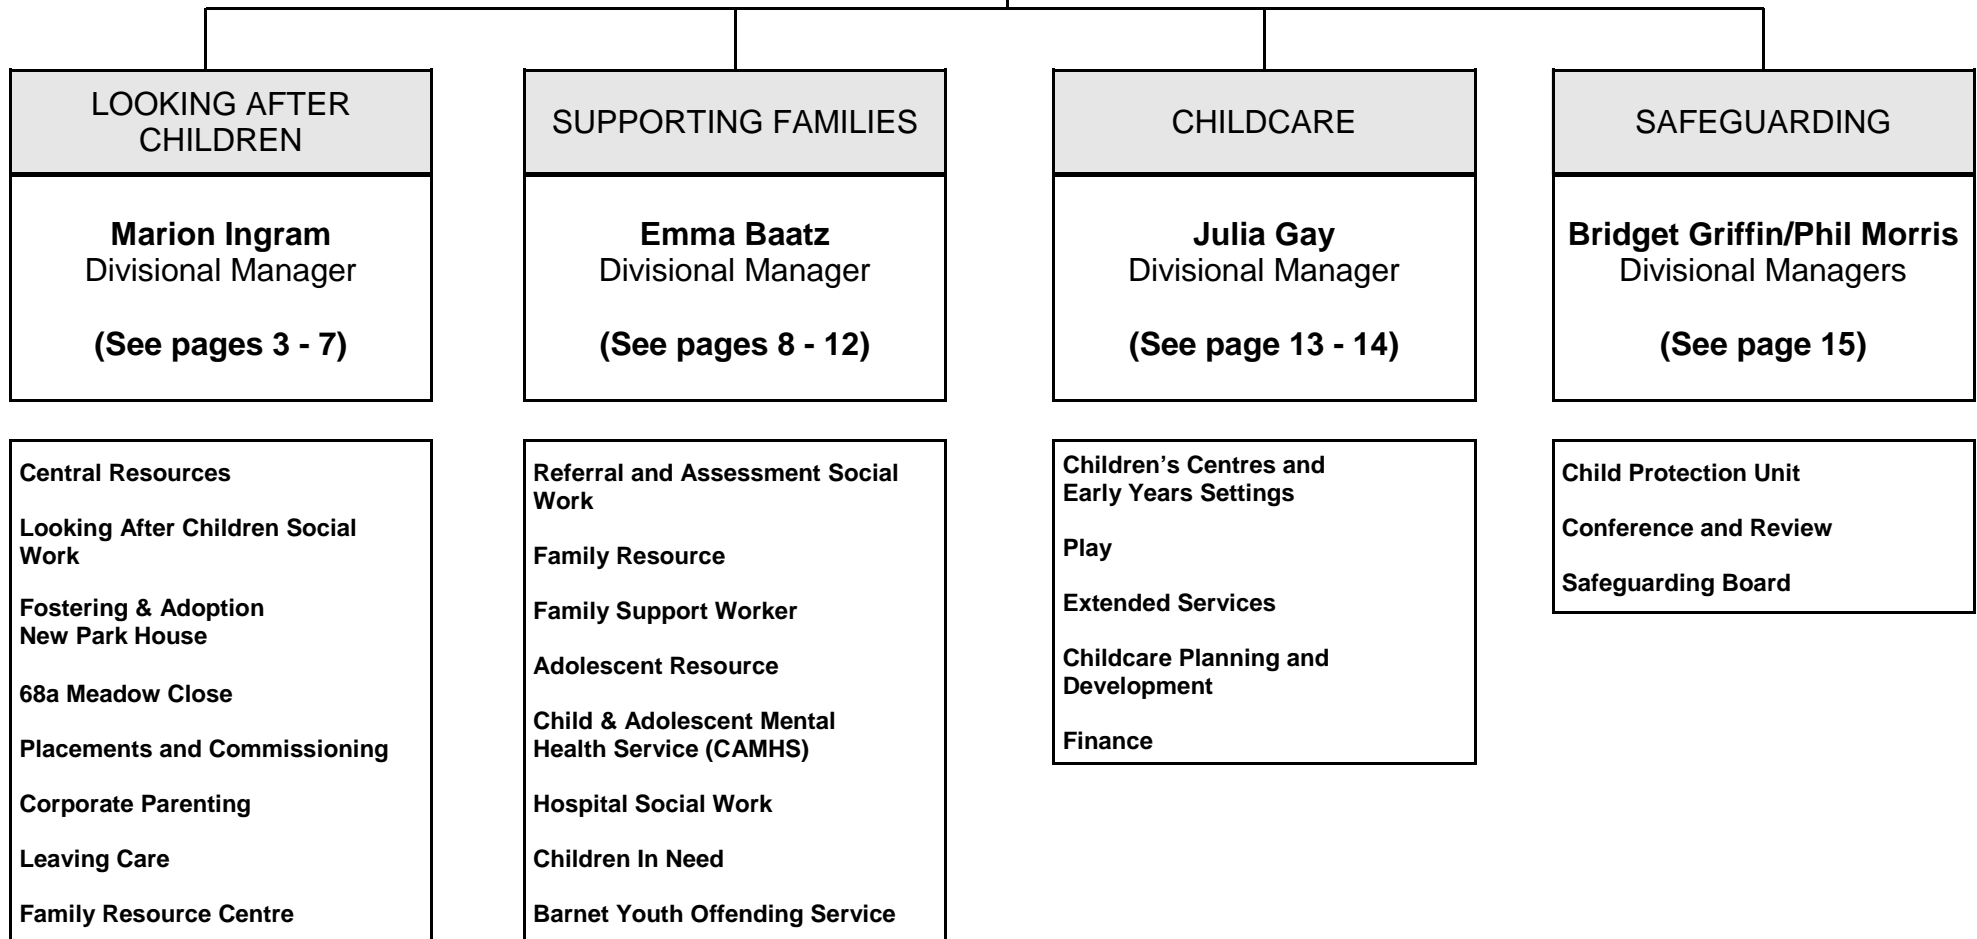 LOOKING AFTER
CHILDREN
Marion Ingram
Divisional Manager
(See pages 3 - 7)
Central Resources
Looking After Children Social
Work
Fostering & Adoption
New Park House
68a Meadow Close
Placements and Commissioning
Corporate Parenting
Leaving Care
Family Resource Centre
SUPPORTING FAMILIES
Emma Baatz
Divisional Manager
(See pages 8 - 12)
Referral and Assessment Social
Work
Family Resource
Family Support Worker
Adolescent Resource
Child & Adolescent Mental
Health Service (CAMHS)
Hospital Social Work
Children In Need
Barnet Youth Offending Service
CHILDCARE
Julia Gay
Divisional Manager
(See page 13 - 14)
Children’s Centres and
Early Years Settings
Play
Extended Services
Childcare Planning and
Development
Finance
SAFEGUARDING
Bridget Griffin/Phil Morris
Divisional Managers
(See page 15)
Child Protection Unit
Conference and Review
Safeguarding Board